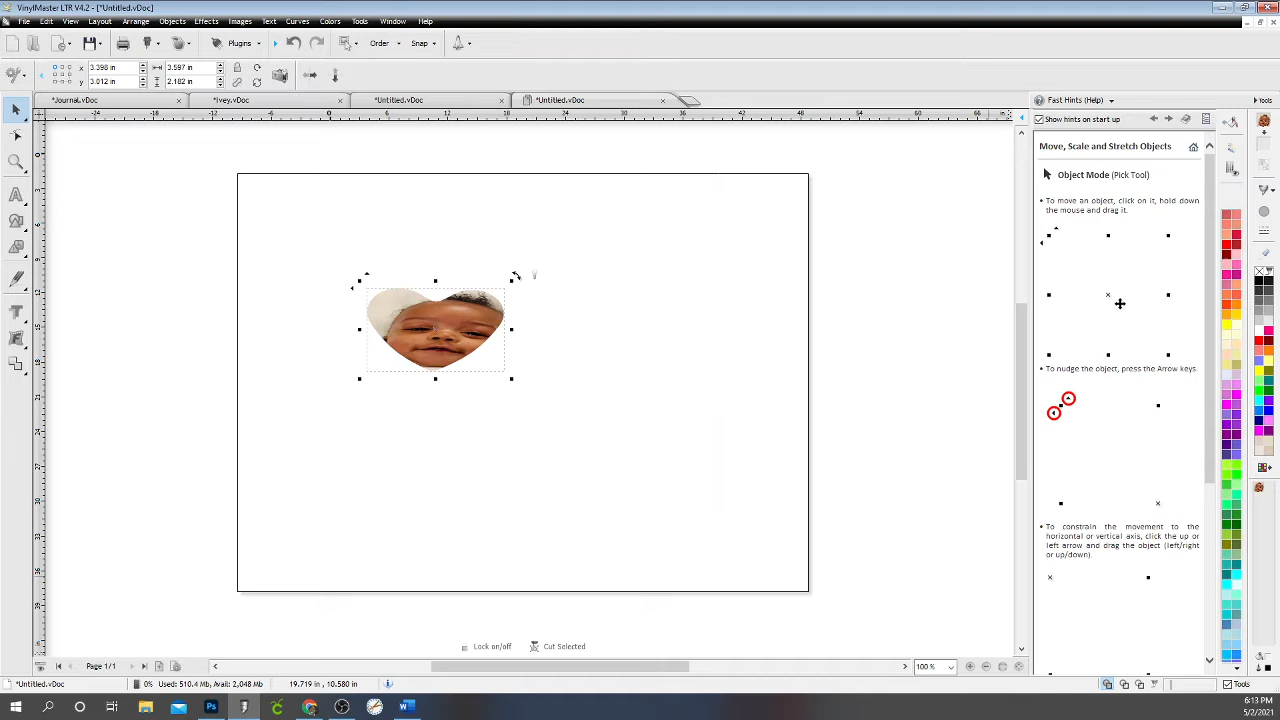 VinylMaster LTR V4.2 - [*Untitled.vDoc]
File Edit View Layout Arrange Objects Effects Images Text Curves Colors Tools Window Help
Plugins Order Snap
x 3.398 in 3.597 in
y 3.012 in 2.182 in
*Journal.vDoc *Ivey.vDoc *Untitled.vDoc *Untitled.vDoc
Fast Hints (Help) Tools
Show hints on start up
Move, Scale and Stretch Objects
Object Mode (Pick Tool)
• To move an object, click on it, hold down
the mouse and drag it.
• To nudge the object, press the Arrow keys.
• To constrain the movement to the
horizontal or vertical axis, click the up or
left arrow and drag the object (left/right
or up/down).
Lock on/off Cut Selected
Page 1/1 100 %
*Untitled.vDoc 0% Used: 510.4 Mb, Avail: 2,048 Mb 19.719 in , 10.580 in Tools
6:13 PM
5/2/2021